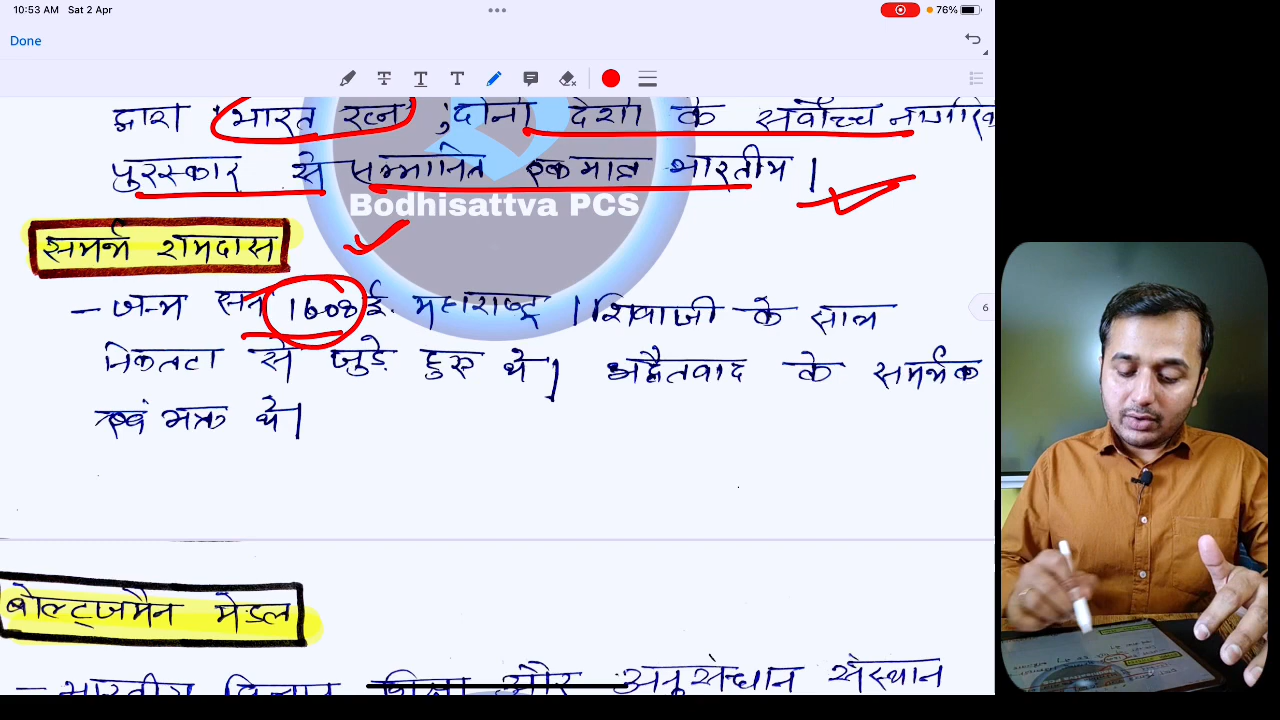 10:53 AM Sat 2 Apr
76%
Done
द्वारा 'भारत रत्न' दोनो देशो के सर्वोच्च नागरिक
पुरस्कार से सम्मानित एकमात्र भारतीय |
Bodhisattva PCS
समर्थ रामदास
- जन्म सन् 1608 ई. महाराष्ट्र | शिवाजी के साथ
6
निकटता से जुड़े हुए थे | अद्वैतवाद के समर्थक
एवं भक्त थे |
बोल्ट्जमैन मेडल
- भारतीय विज्ञान शिक्षा और अनुसंधान संस्थान